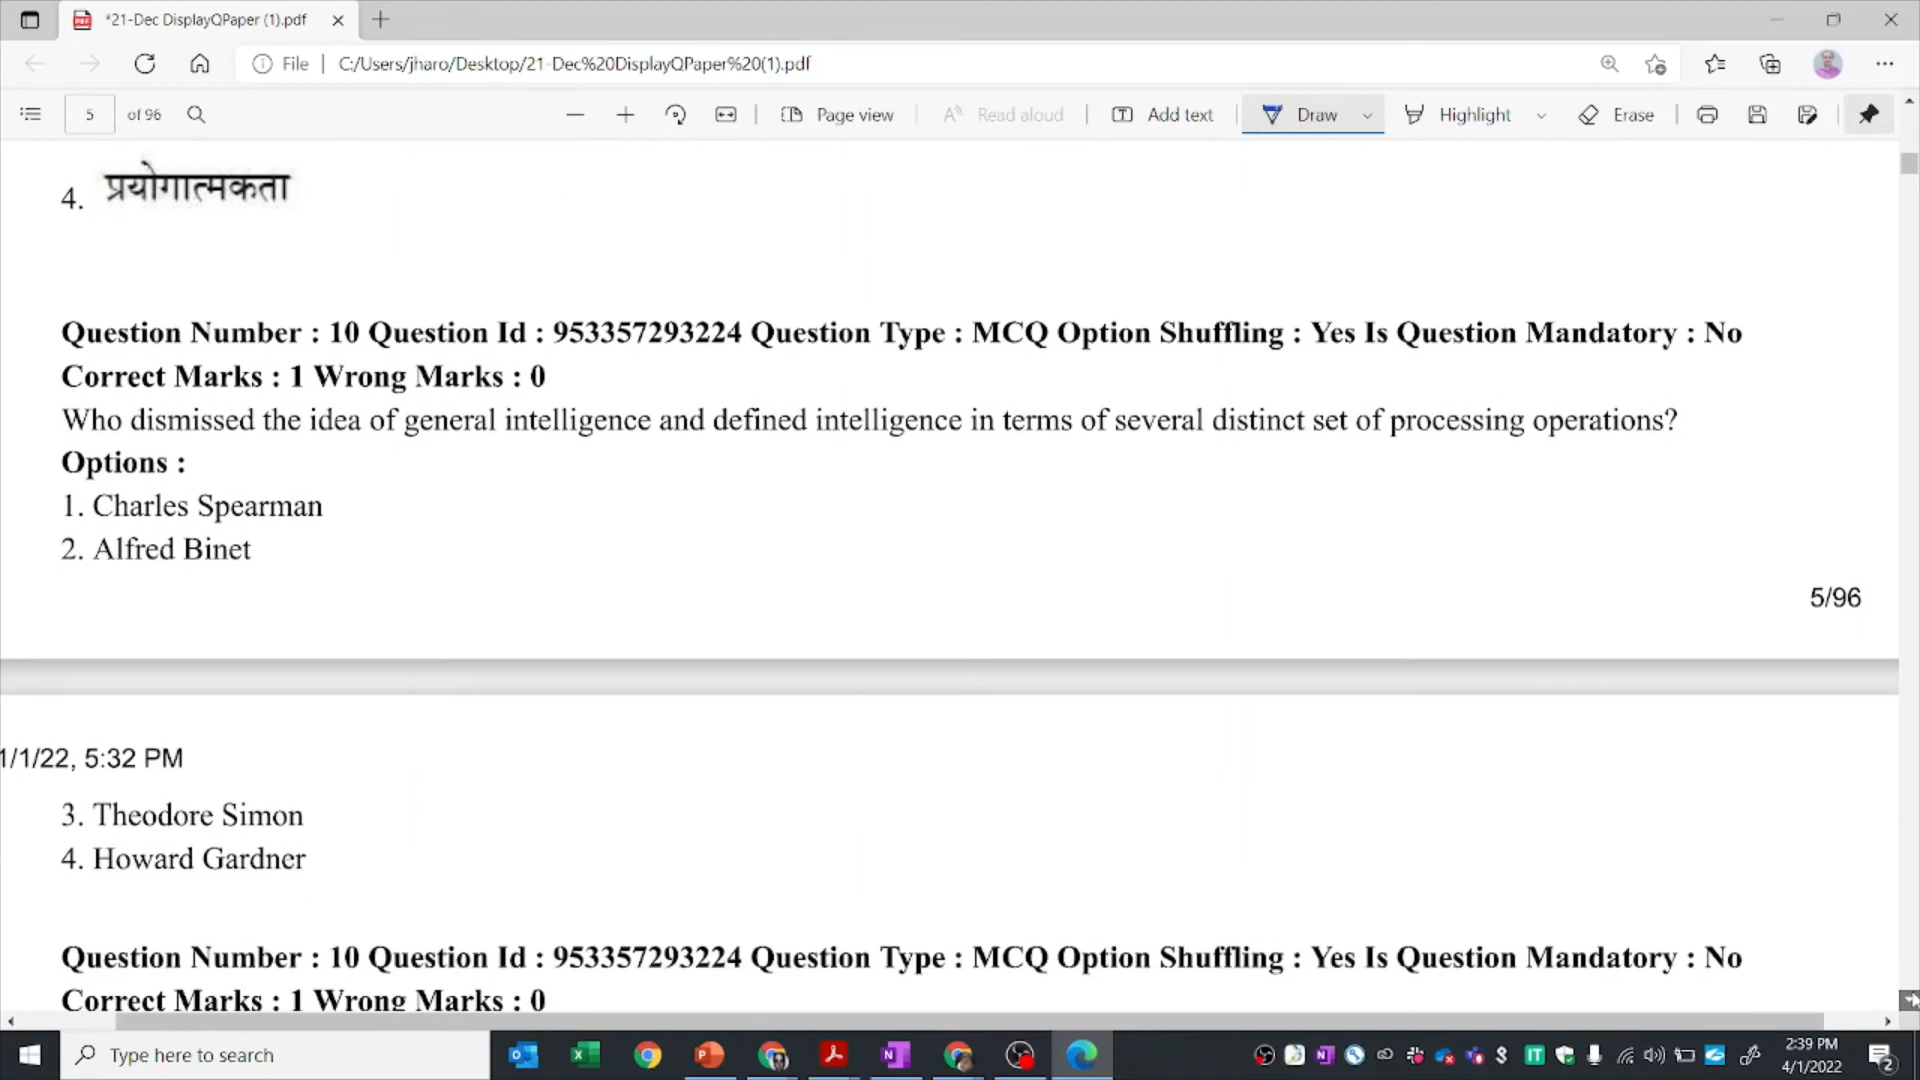 *21-Dec DisplayQPaper (1).pdf
File | C:/Users/jharo/Desktop/21-Dec%20DisplayQPaper%20(1).pdf
5 of 96 Page view Read aloud Add text Draw Highlight Erase
4. प्रयोगात्मकता
Question Number : 10 Question Id : 953357293224 Question Type : MCQ Option Shuffling : Yes Is Question Mandatory : No
Correct Marks : 1 Wrong Marks : 0
Who dismissed the idea of general intelligence and defined intelligence in terms of several distinct set of processing operations?
Options :
1. Charles Spearman
2. Alfred Binet
5/96
1/1/22, 5:32 PM
3. Theodore Simon
4. Howard Gardner
Question Number : 10 Question Id : 953357293224 Question Type : MCQ Option Shuffling : Yes Is Question Mandatory : No
Correct Marks : 1 Wrong Marks : 0
Type here to search
2:39 PM
4/1/2022
2